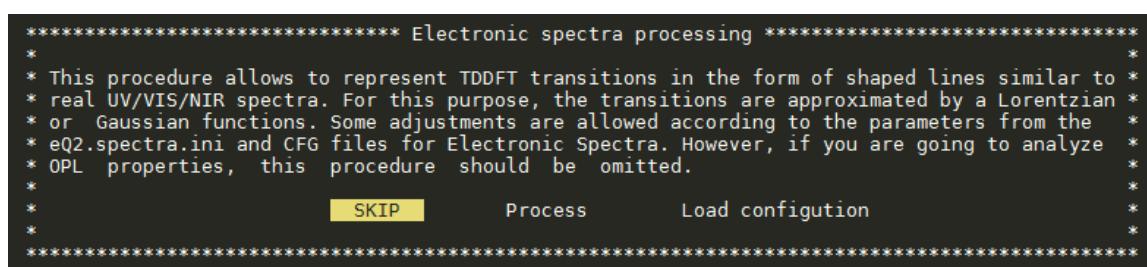 ******************************** Electronic spectra processing ********************************
* *
* This procedure allows to represent TDDFT transitions in the form of shaped lines similar to *
* real UV/VIS/NIR spectra. For this purpose, the transitions are approximated by a Lorentzian *
* or  Gaussian functions. Some adjustments are allowed according to the parameters from the *
* eQ2.spectra.ini and CFG files for Electronic Spectra. However, if you are going to analyze *
* OPL  properties,  this  procedure  should  be  omitted. *
* *
* SKIP Process Load configution *
* *
***********************************************************************************************